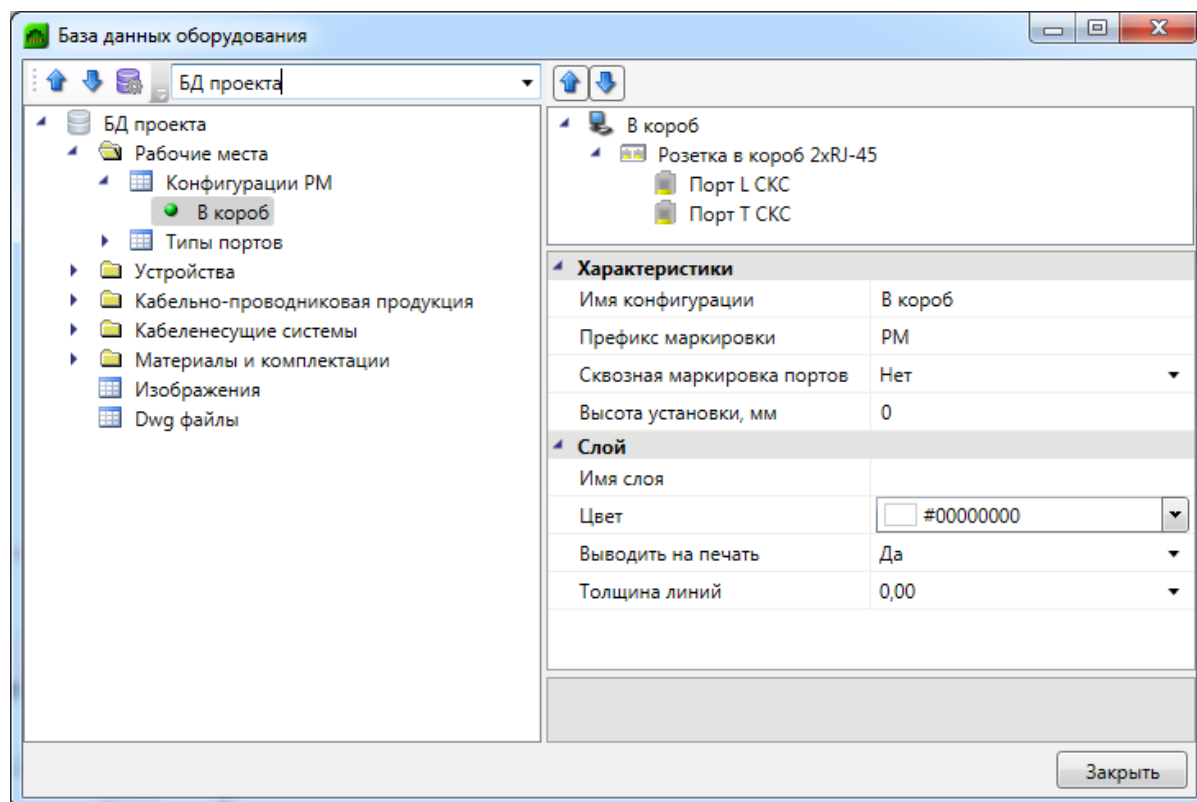 База данных оборудования
БД проекта
БД проекта
Рабочие места
Конфигурации РМ
В короб
Типы портов
Устройства
Кабельно-проводниковая продукция
Кабеленесущие системы
Материалы и комплектации
Изображения
Dwg файлы
В короб
Розетка в короб 2xRJ-45
Порт L СКС
Порт T СКС
Характеристики
Имя конфигурации В короб
Префикс маркировки РМ
Сквозная маркировка портов Нет
Высота установки, мм 0
Слой
Имя слоя
Цвет #00000000
Выводить на печать Да
Толщина линий 0,00
Закрыть